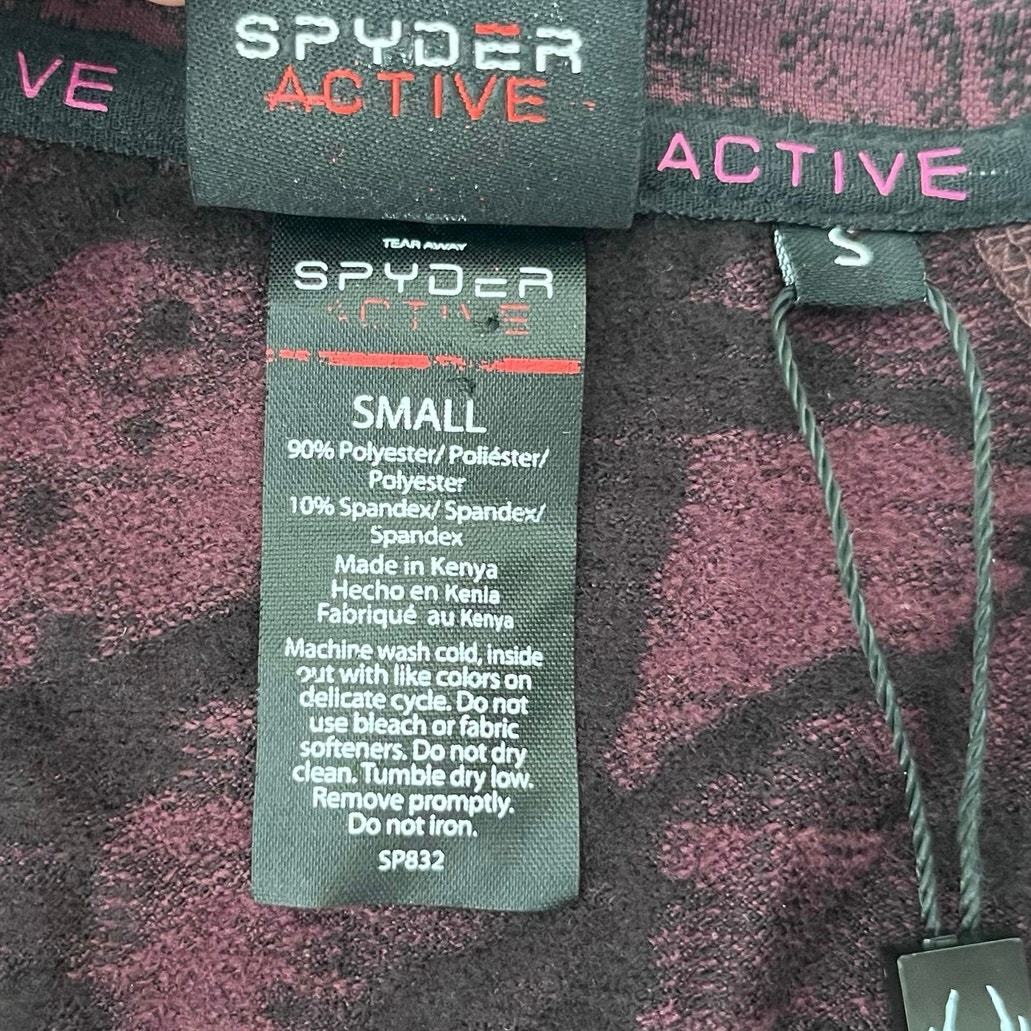 SPYDER
ACTIVE
VE
ACTIVE
S
TEAR AWAY
SPYDER
ACTIVE
SMALL
90% Polyester/ Poliéster/
Polyester
10% Spandex/ Spandex/
Spandex
Made in Kenya
Hecho en Kenia
Fabriqué au Kenya
Machine wash cold, inside
out with like colors on
delicate cycle. Do not
use bleach or fabric
softeners. Do not dry
clean. Tumble dry low.
Remove promptly.
Do not iron.
SP832